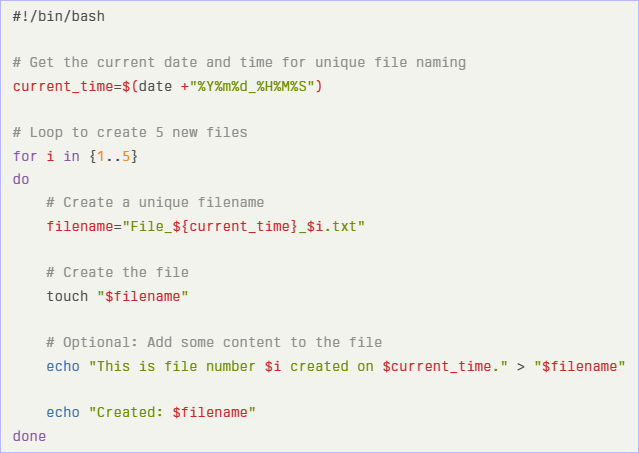 #!/bin/bash

# Get the current date and time for unique file naming
current_time=$(date +"%Y%m%d_%H%M%S")

# Loop to create 5 new files
for i in {1..5}
do
    # Create a unique filename
    filename="File_${current_time}_$i.txt"

    # Create the file
    touch "$filename"

    # Optional: Add some content to the file
    echo "This is file number $i created on $current_time." > "$filename"

    echo "Created: $filename"
done